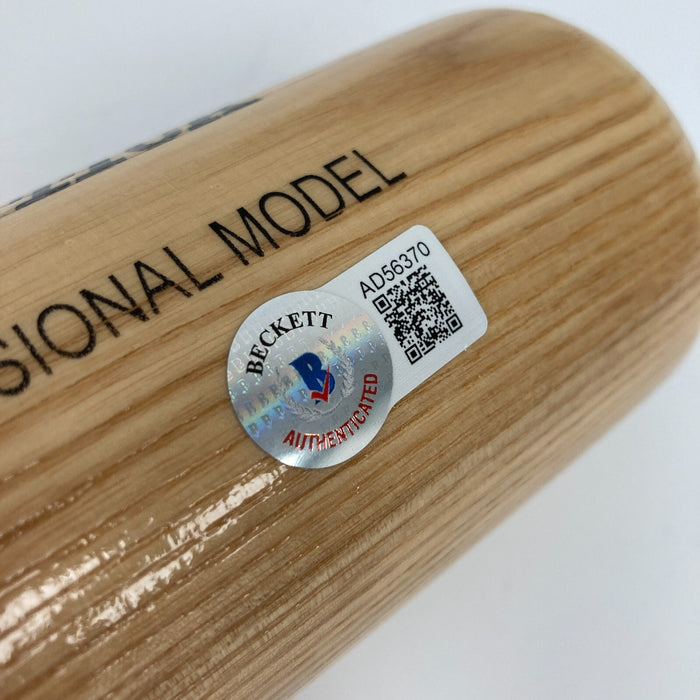 SIONAL MODEL
AD56370
BECKETT
B
AUTHENTICATED